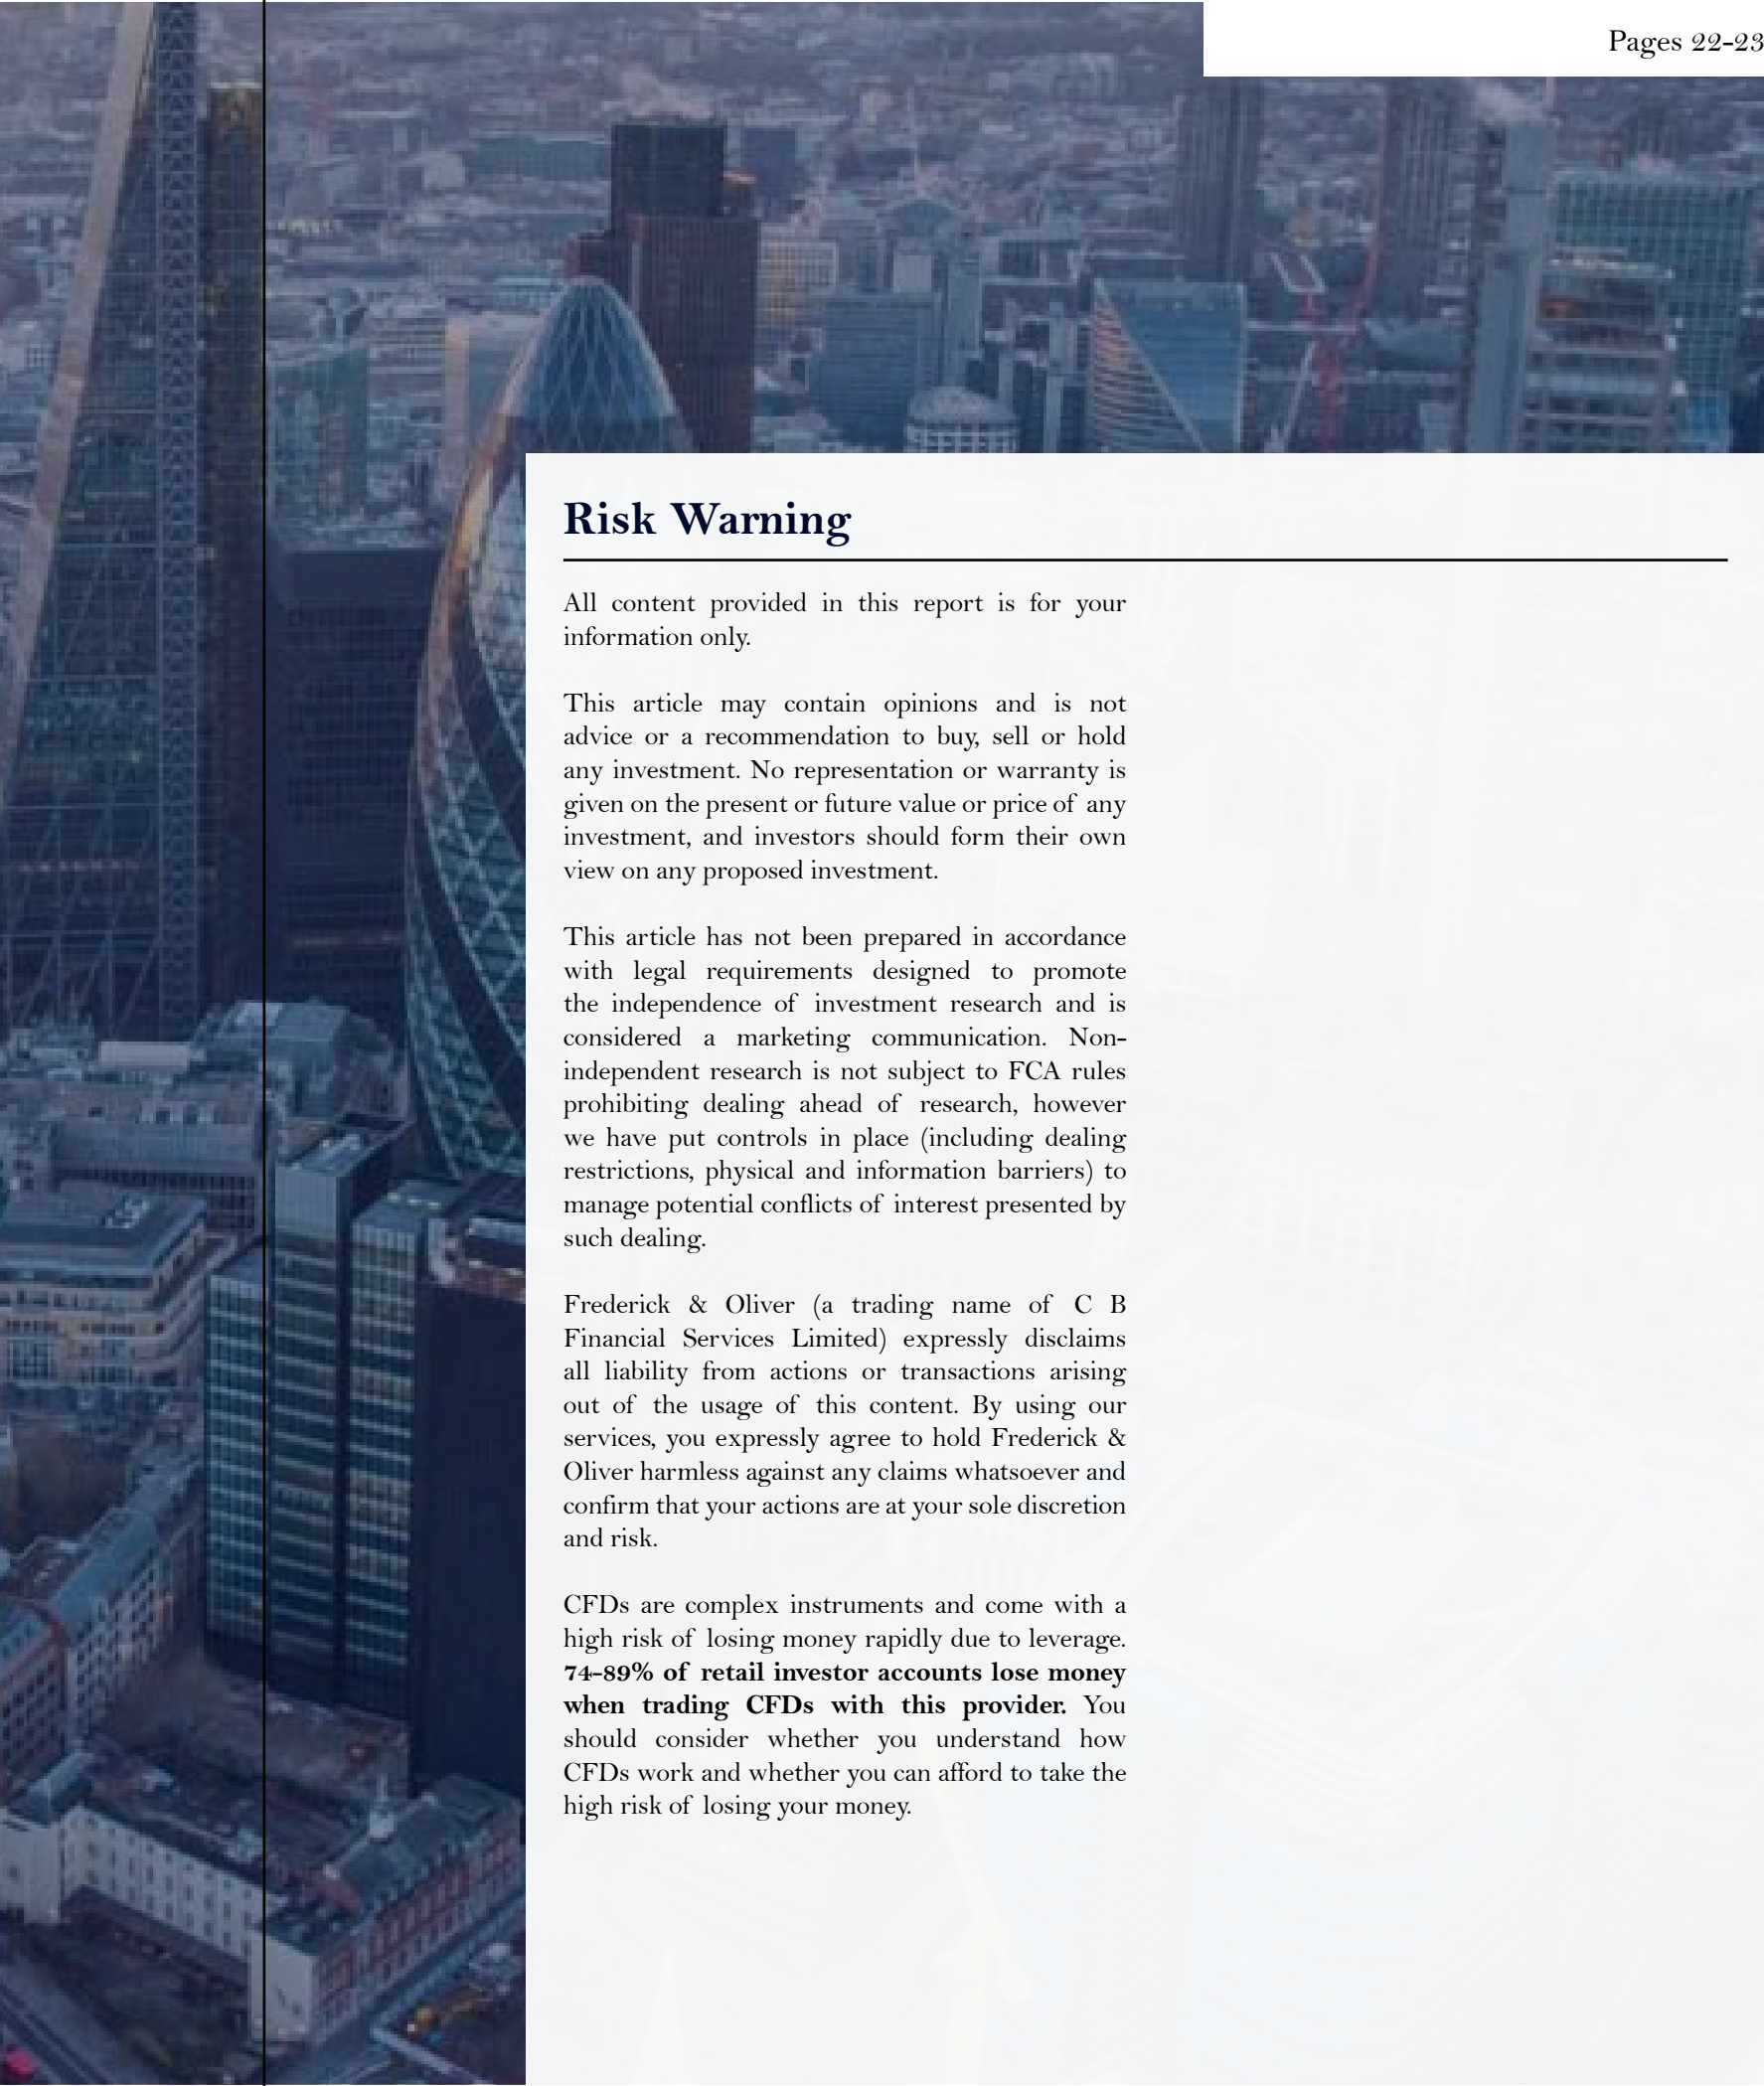 Pages 22-23
Risk Warning
All content provided in this report is for your
information only.
This article may contain opinions and is not
advice or a recommendation to buy, sell or hold
any investment. No representation or warranty is
given on the present or future value or price of any
investment, and investors should form their own
view on any proposed investment.
This article has not been prepared in accordance
with legal requirements designed to promote
the independence of investment research and is
considered a marketing communication. Non-
independent research is not subject to FCA rules
prohibiting dealing ahead of research, however
we have put controls in place (including dealing
restrictions, physical and information barriers) to
manage potential conflicts of interest presented by
such dealing.
Frederick & Oliver (a trading name of C B
Financial Services Limited) expressly disclaims
all liability from actions or transactions arising
out of the usage of this content. By using our
services, you expressly agree to hold Frederick &
Oliver harmless against any claims whatsoever and
confirm that your actions are at your sole discretion
and risk.
CFDs are complex instruments and come with a
high risk of losing money rapidly due to leverage.
74-89% of retail investor accounts lose money
when trading CFDs with this provider. You
should consider whether you understand how
CFDs work and whether you can afford to take the
high risk of losing your money.